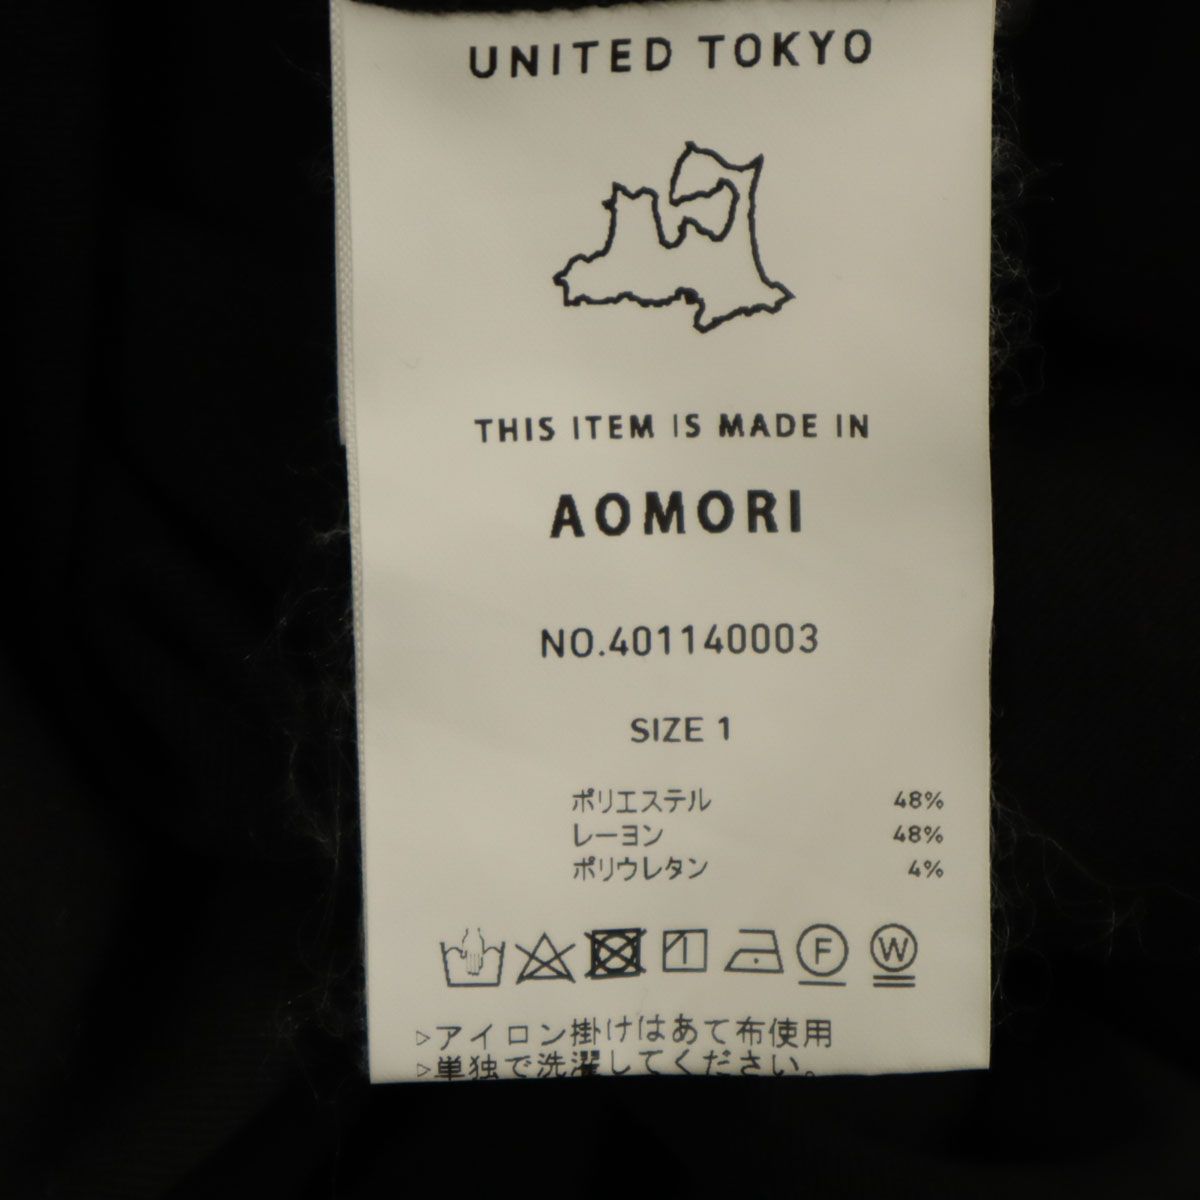 UNITED TOKYO
THIS ITEM IS MADE IN
AOMORI
NO.401140003
SIZE 1
ポリエステル 48%
レーヨン 48%
ポリウレタン 4%
F W
▷アイロン掛けはあて布使用
▷単独で洗濯してください。